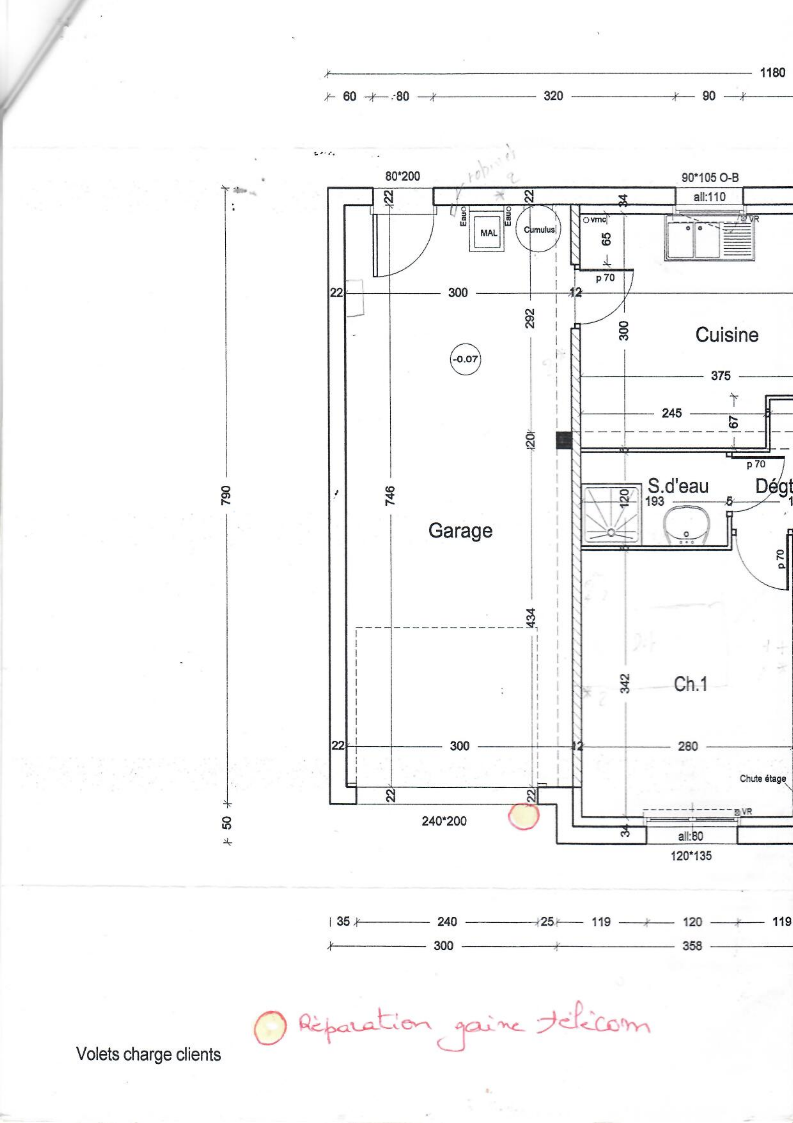 1180
60 80 320 90
robinet
80*200
90*105 O-B
all:110
22
22
34
Eau
MAL
Eau
Cumulus
vmc
VR
65
p 70
22 300 12
292
300
-0.07
Cuisine
375
245
67
20
p 70
790
746
S.d'eau
Dégt
120
193
5
Garage
p 70
434
342
Ch.1
22 300 12 280
Chute étage
VR
22
22
50
240*200
34
all:80
120*135
35 240 25 119 120 119
300 358
Réparation gaine télécom
Volets charge clients